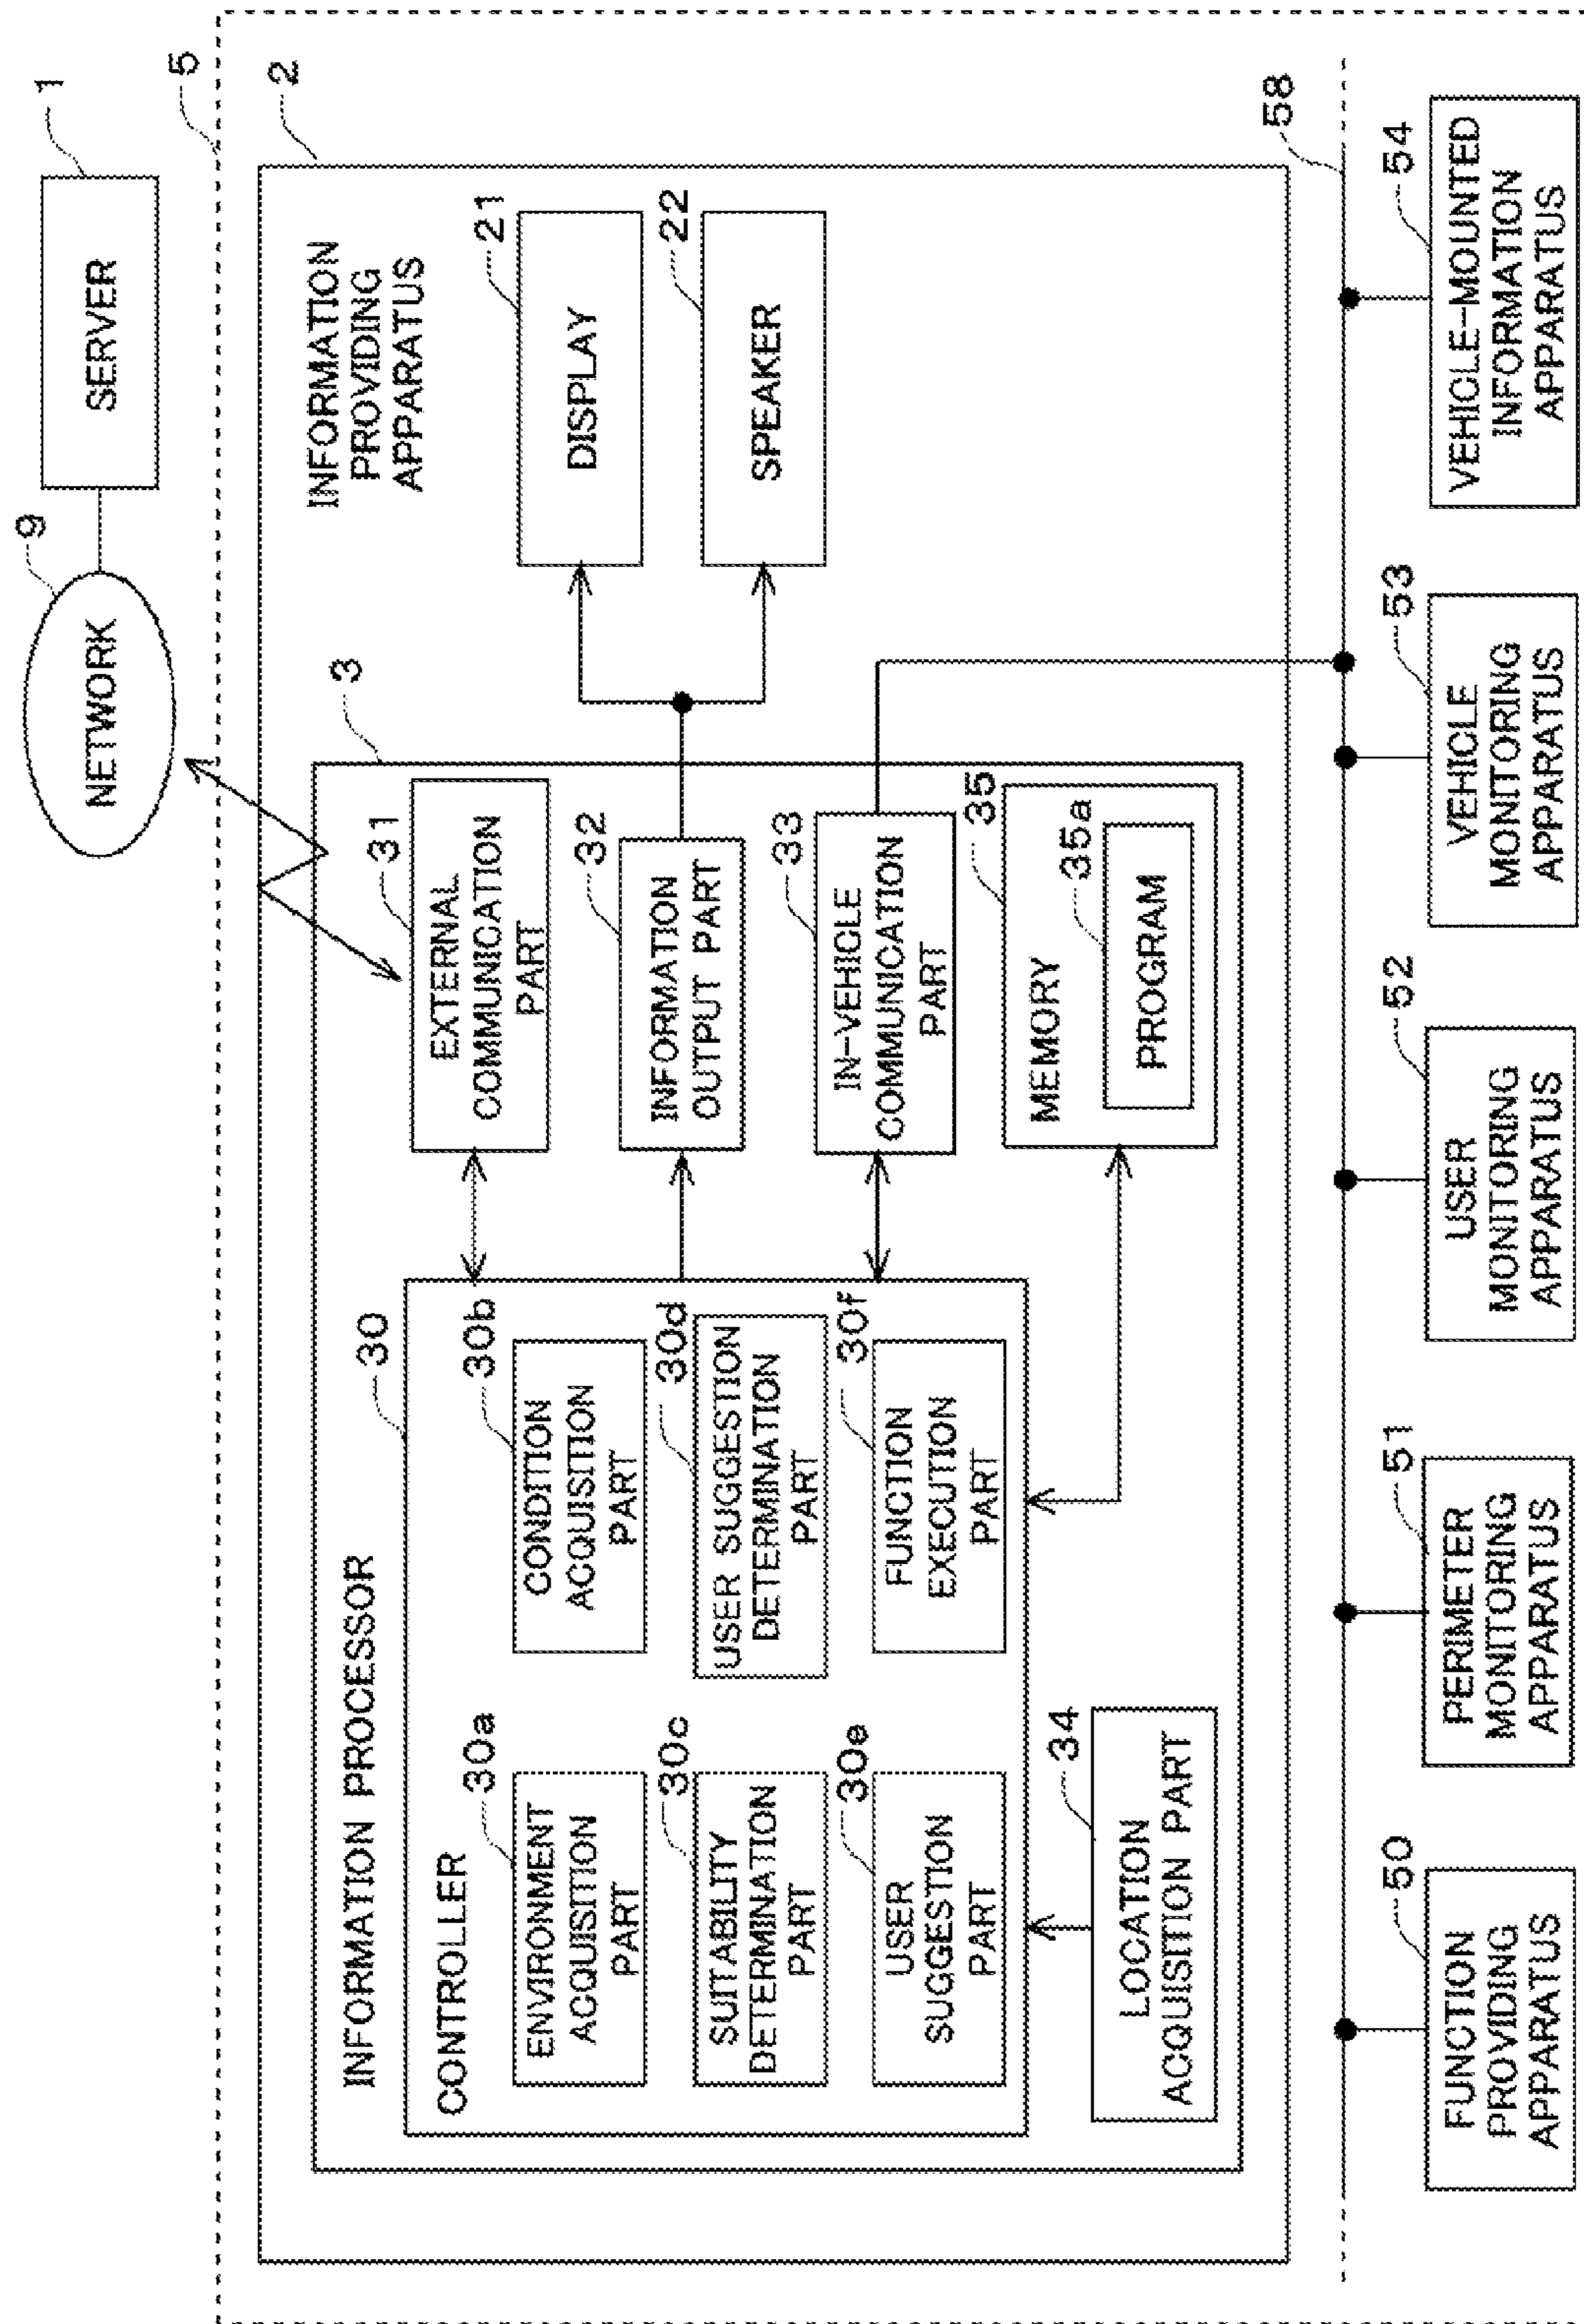 1
SERVER
9
NETWORK
5
2
INFORMATION
PROVIDING
APPARATUS
21
DISPLAY
22
SPEAKER
3
INFORMATION PROCESSOR
30
CONTROLLER
30a
ENVIRONMENT
ACQUISITION
PART
30b
CONDITION
ACQUISITION
PART
30c
SUITABILITY
DETERMINATION
PART
30d
USER SUGGESTION
DETERMINATION
PART
30e
USER
SUGGESTION
PART
30f
FUNCTION
EXECUTION
PART
31
EXTERNAL
COMMUNICATION
PART
32
INFORMATION
OUTPUT PART
33
IN-VEHICLE
COMMUNICATION
PART
34
LOCATION
ACQUISITION PART
35
MEMORY
35a
PROGRAM
58
50
FUNCTION
PROVIDING
APPARATUS
51
PERIMETER
MONITORING
APPARATUS
52
USER
MONITORING
APPARATUS
53
VEHICLE
MONITORING
APPARATUS
54
VEHICLE-MOUNTED
INFORMATION
APPARATUS